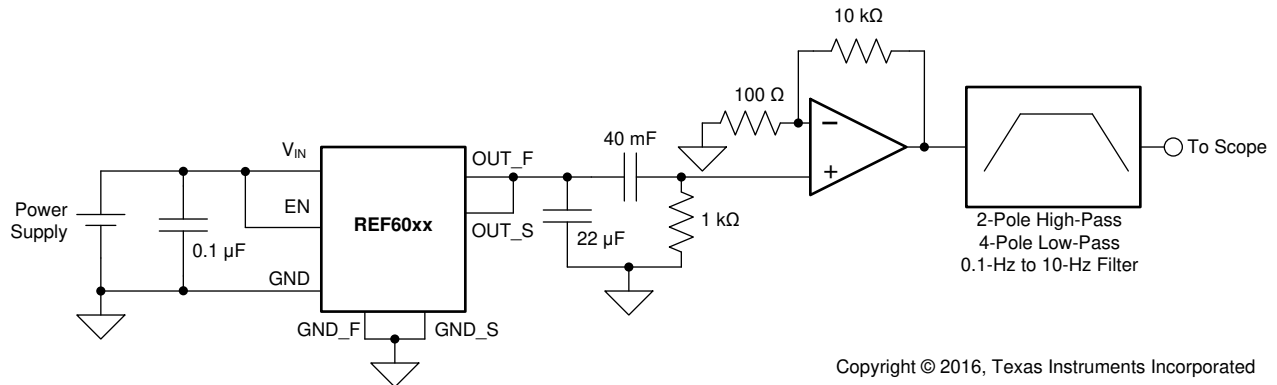 10 kΩ
100 Ω
40 mF
V_IN
OUT_F
To Scope
EN
REF60xx
Power
Supply
OUT_S
1 kΩ
0.1 µF
22 µF
2-Pole High-Pass
4-Pole Low-Pass
0.1-Hz to 10-Hz Filter
GND
GND_F
GND_S
−
+
Copyright © 2016, Texas Instruments Incorporated